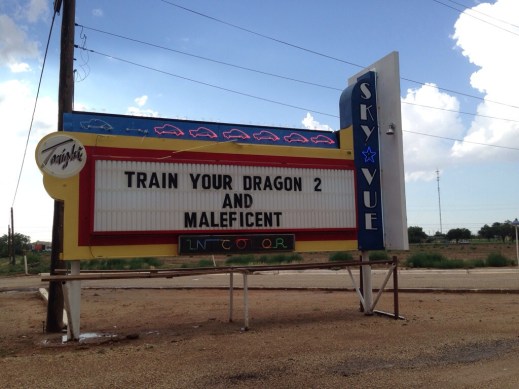 Tonight
TRAIN YOUR DRAGON 2
AND
MALEFICENT
IN COLOR
SKY VUE